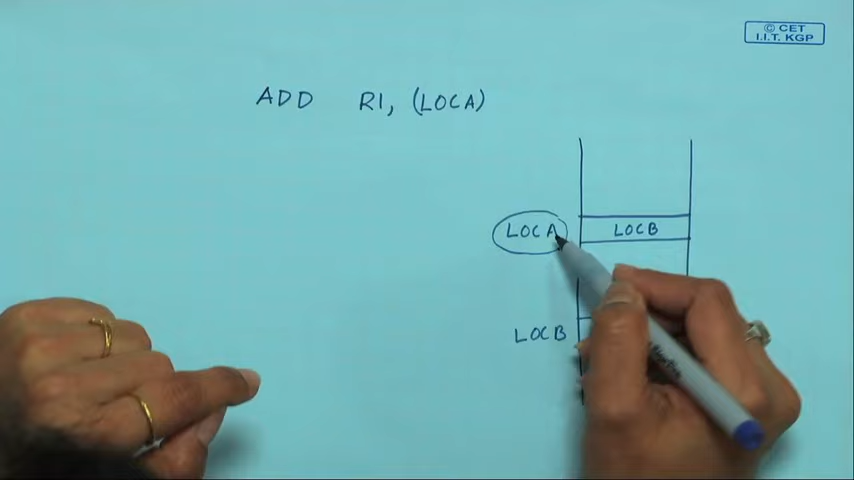 © CET
I.I.T. KGP
ADD R1, (LOCA)
LOCA LOCB
LOCB